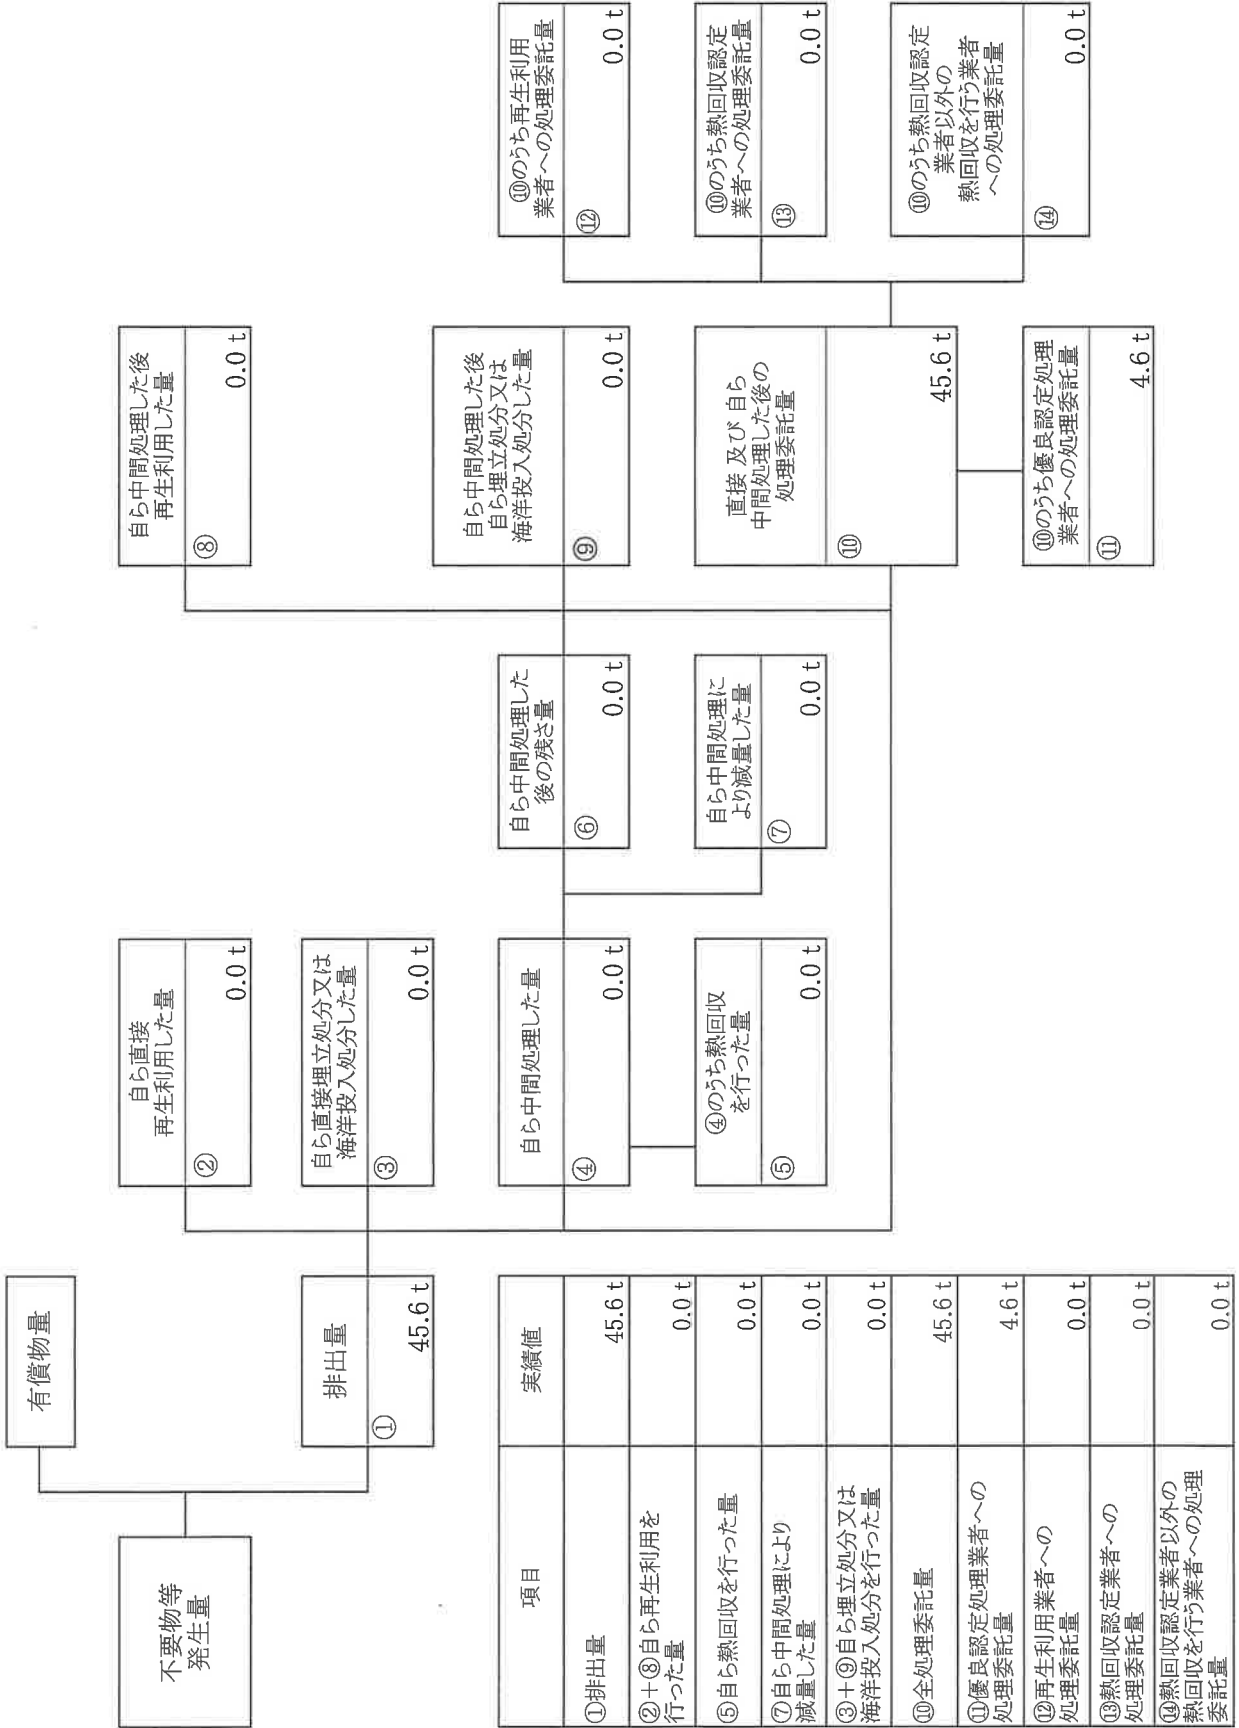 不要物等
発生量
有償物量
排出量
①
45.6 t
自ら直接
再生利用した量
②
0.0 t
自ら直接埋立処分又は
海洋投入処分した量
③
0.0 t
自ら中間処理した量
④
0.0 t
④のうち熱回収
を行った量
⑤
0.0 t
自ら中間処理した
後の残さ量
⑥
0.0 t
自ら中間処理に
より減量した量
⑦
0.0 t
自ら中間処理した後
再生利用した量
⑧
0.0 t
自ら中間処理した後
自ら埋立処分又は
海洋投入処分した量
⑨
0.0 t
直接 及び 自ら
中間処理した後の
処理委託量
⑩
45.6 t
⑩のうち優良認定処理
業者への処理委託量
⑪
4.6 t
⑩のうち再生利用
業者への処理委託量
⑫
0.0 t
⑩のうち熱回収認定
業者への処理委託量
⑬
0.0 t
⑩のうち熱回収認定
業者以外の
熱回収を行う業者
への処理委託量
⑭
0.0 t
項目
実績値
①排出量
45.6 t
②+⑧自ら再生利用を
行った量
0.0 t
⑤自ら熱回収を行った量
0.0 t
⑦自ら中間処理により
減量した量
0.0 t
③+⑨自ら埋立処分又は
海洋投入処分を行った量
0.0 t
⑩全処理委託量
45.6 t
⑪優良認定処理業者への
処理委託量
4.6 t
⑫再生利用業者への
処理委託量
0.0 t
⑬熱回収認定業者への
処理委託量
0.0 t
⑭熱回収認定業者以外の
熱回収を行う業者への処理
委託量
0.0 t